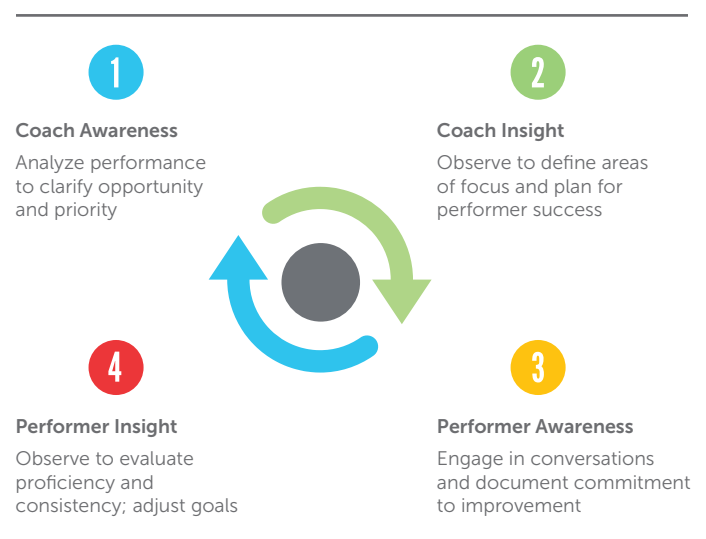 1
Coach Awareness
Analyze performance
to clarify opportunity
and priority
2
Coach Insight
Observe to define areas
of focus and plan for
performer success
4
Performer Insight
Observe to evaluate
proficiency and
consistency; adjust goals
3
Performer Awareness
Engage in conversations
and document commitment
to improvement